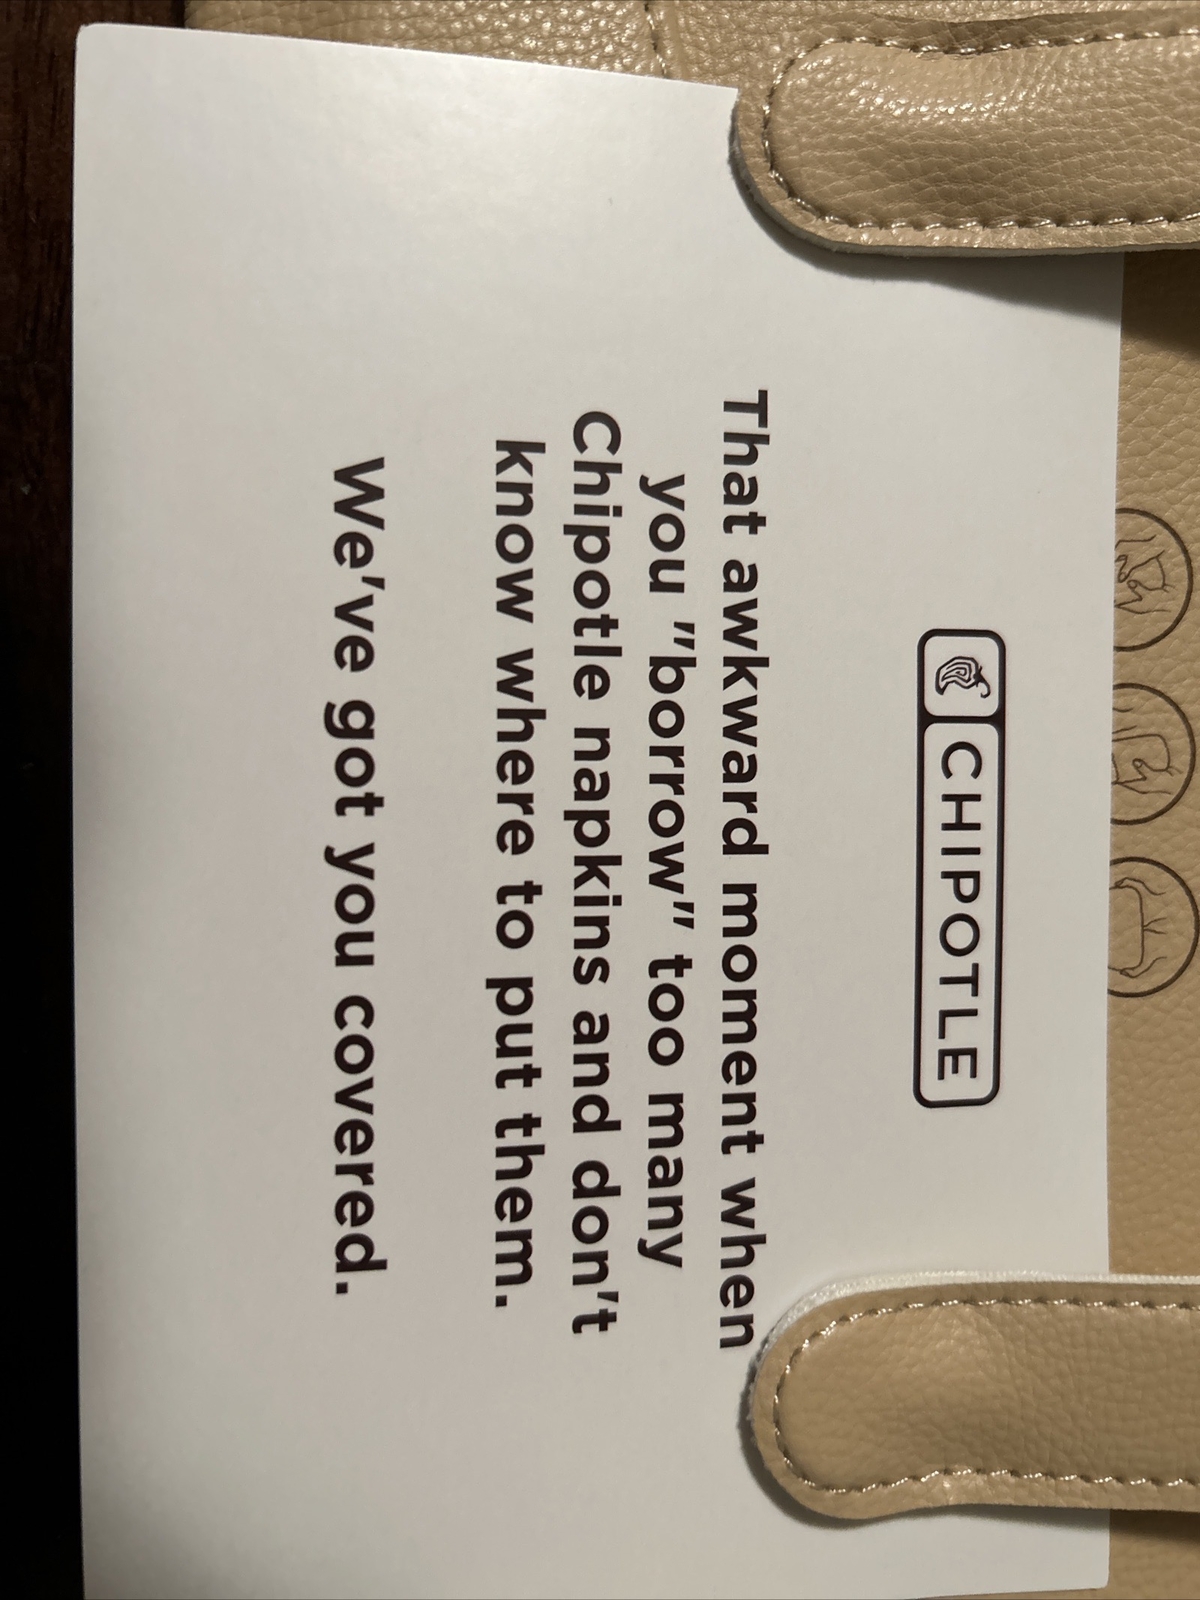 CHIPOTLE
That awkward moment when
you "borrow" too many
Chipotle napkins and don't
know where to put them.
We've got you covered.